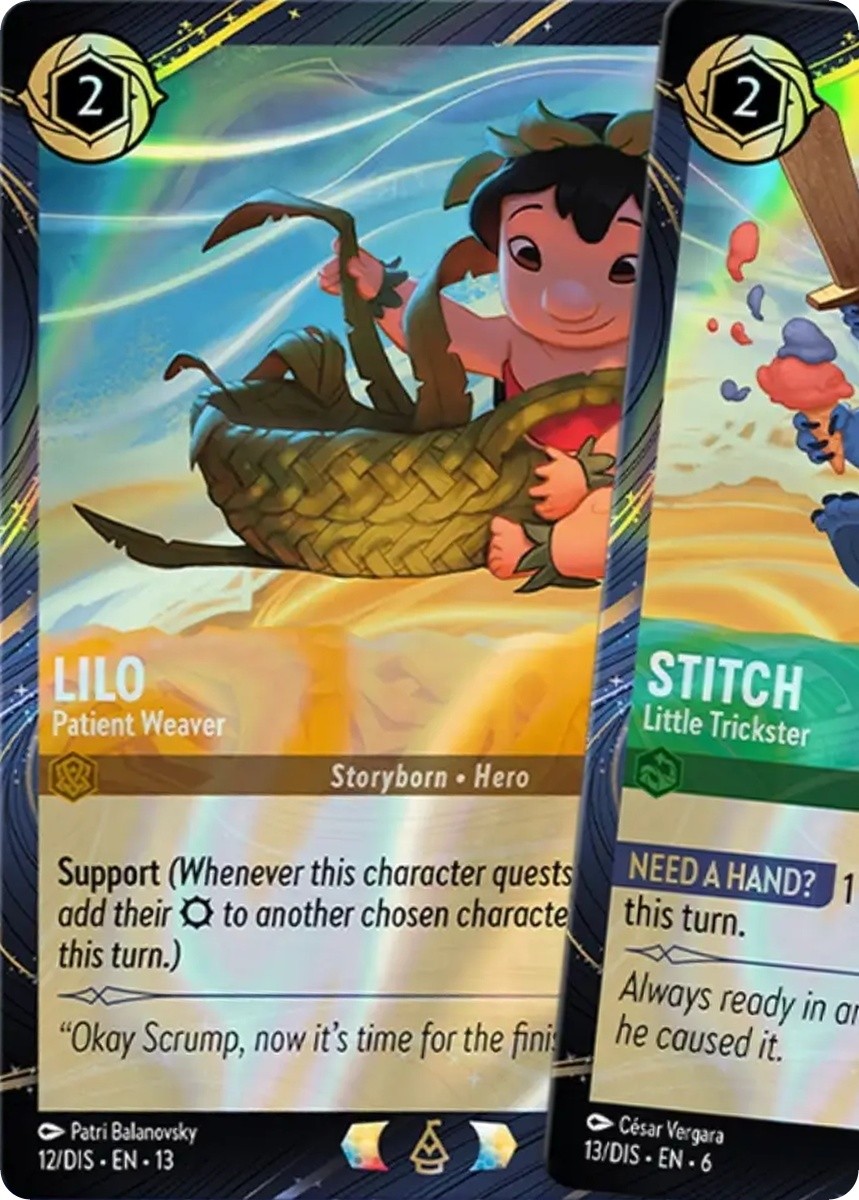 2
LILO
Patient Weaver
Storyborn • Hero
Support (Whenever this character quests
add their to another chosen
this turn.)
“Okay Scrump, now it's time for the
Patri Balanovsky
12/DIS • EN • 13
2
STITCH
Little Trickster
NEED A HAND? 1
this turn.
Always ready in
he caused it.
César Vergara
13/DIS • EN • 6